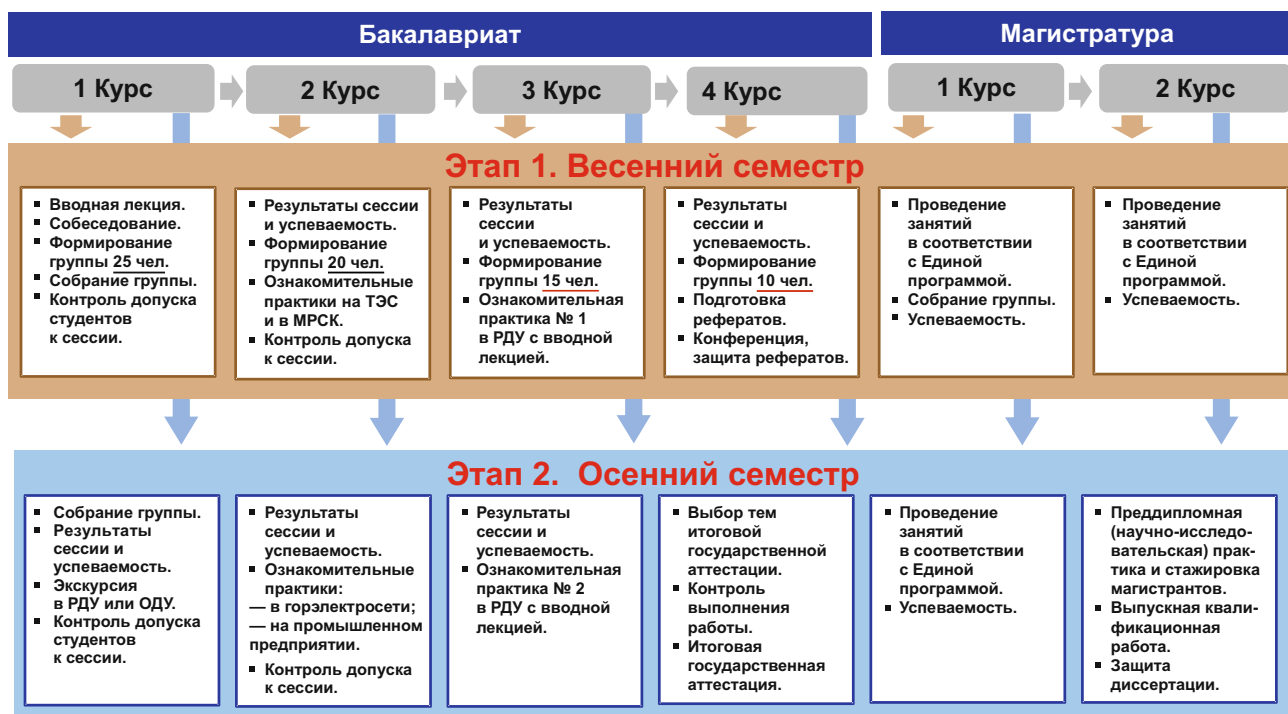 Бакалавриат
Магистратура
1 Курс
2 Курс
3 Курс
4 Курс
1 Курс
2 Курс
Этап 1. Весенний семестр
▪ Вводная лекция.
▪ Собеседование.
▪ Формирование
группы 25 чел.
▪ Собрание группы.
▪ Контроль допуска
студентов
к сессии.
▪ Результаты сессии
и успеваемость.
▪ Формирование
группы 20 чел.
▪ Ознакомительные
практики на ТЭС
и в МРСК.
▪ Контроль допуска
к сессии.
▪ Результаты
сессии
и успеваемость.
▪ Формирование
группы 15 чел.
▪ Ознакомительная
практика № 1
в РДУ с вводной
лекцией.
▪ Результаты
сессии и
успеваемость.
▪ Формирование
группы 10 чел.
▪ Подготовка
рефератов.
▪ Конференция,
защита рефератов.
▪ Проведение
занятий
в соответствии
с Единой
программой.
▪ Собрание группы.
▪ Успеваемость.
▪ Проведение
занятий
в соответствии
с Единой
программой.
▪ Успеваемость.
Этап 2. Осенний семестр
▪ Собрание группы.
▪ Результаты
сессии и
успеваемость.
▪ Экскурсия
в РДУ или ОДУ.
▪ Контроль допуска
студентов
к сессии.
▪ Результаты
сессии и
успеваемость.
▪ Ознакомительные
практики:
— в горэлектросети;
— на промышленном
предприятии.
▪ Контроль допуска
к сессии.
▪ Результаты
сессии и
успеваемость.
▪ Ознакомительная
практика № 2
в РДУ с вводной
лекцией.
▪ Выбор тем
итоговой
государственной
аттестации.
▪ Контроль
выполнения
работы.
▪ Итоговая
государственная
аттестация.
▪ Проведение
занятий
в соответствии
с Единой
программой.
▪ Успеваемость.
▪ Преддипломная
(научно-исследо-
вательская) прак-
тика и стажировка
магистрантов.
▪ Выпускная квали-
фикационная
работа.
▪ Защита
диссертации.